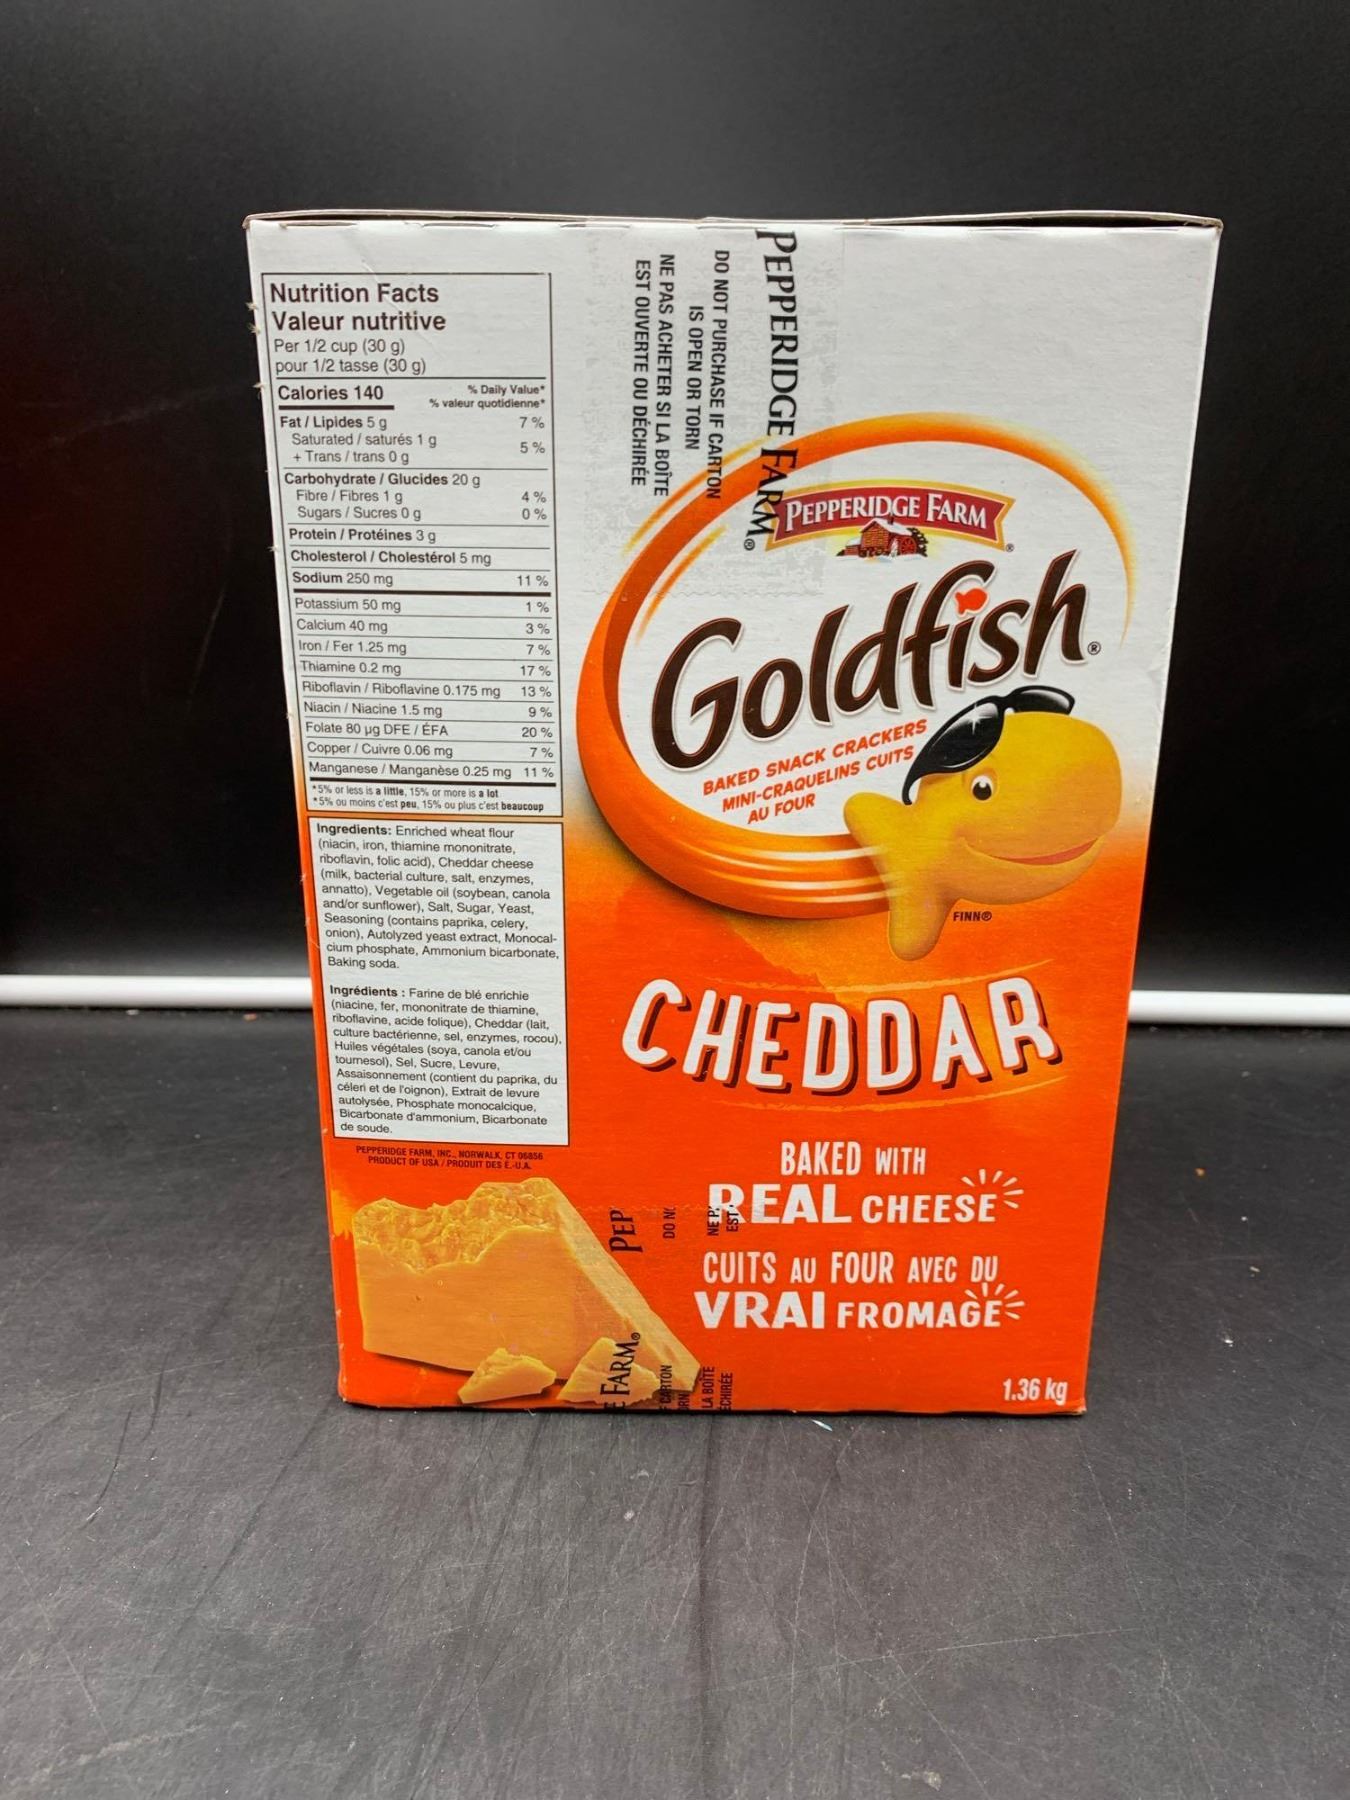 Nutrition Facts
Valeur nutritive
Per 1/2 cup (30 g)
pour 1/2 tasse (30 g)
Calories 140
% Daily Value*
% valeur quotidienne*
Fat / Lipides 5 g 7 %
Saturated / saturés 1 g
+ Trans / trans 0 g 5 %
Carbohydrate / Glucides 20 g
Fibre / Fibres 1 g 4 %
Sugars / Sucres 0 g 0 %
Protein / Protéines 3 g
Cholesterol / Cholestérol 5 mg
Sodium 250 mg 11 %
Potassium 50 mg 1 %
Calcium 40 mg 3 %
Iron / Fer 1.25 mg 7 %
Thiamine 0.2 mg 17 %
Riboflavin / Riboflavine 0.175 mg 13 %
Niacin / Niacine 1.5 mg 9 %
Folate 80 µg DFE / ÉFA 20 %
Copper / Cuivre 0.06 mg 7 %
Manganese / Manganèse 0.25 mg 11 %
*5% or less is a little, 15% or more is a lot
*5% ou moins c'est peu, 15% ou plus c'est beaucoup
Ingredients: Enriched wheat flour
(niacin, iron, thiamine mononitrate,
riboflavin, folic acid), Cheddar cheese
(milk, bacterial culture, salt, enzymes,
annatto), Vegetable oil (soybean, canola
and/or sunflower), Salt, Sugar, Yeast,
Seasoning (contains paprika, celery,
onion), Autolyzed yeast extract, Monocal-
cium phosphate, Ammonium bicarbonate,
Baking soda.
Ingrédients : Farine de blé enrichie
(niacine, fer, mononitrate de thiamine,
riboflavine, acide folique), Cheddar (lait,
culture bactérienne, sel, enzymes, rocou),
Huiles végétales (soya, canola et/ou
tournesol), Sel, Sucre, Levure,
Assaisonnement (contient du paprika, du
céleri et de l'oignon), Extrait de levure
autolysée, Phosphate monocalcique,
Bicarbonate d'ammonium, Bicarbonate
de soude.
PEPPERIDGE FARM, INC., NORWALK, CT 06856
PRODUCT OF USA / PRODUIT DES É.-U.A.
PEPPERIDGE FARM®
DO NOT PURCHASE IF CARTON
IS OPEN OR TORN
NE PAS ACHETER SI LA BOÎTE
EST OUVERTE OU DÉCHIRÉE
PEPPERIDGE FARM®
Goldfish®
BAKED SNACK CRACKERS
MINI-CRAQUELINS CUITS
AU FOUR
FINN®
CHEDDAR
BAKED WITH
REAL CHEESE
CUITS AU FOUR AVEC DU
VRAI FROMAGE
1.36 kg
PEP
DO N
NE P
EST
E FARM®
F CARTON
ORN
LA BOÎTE
ÉCHIRÉE